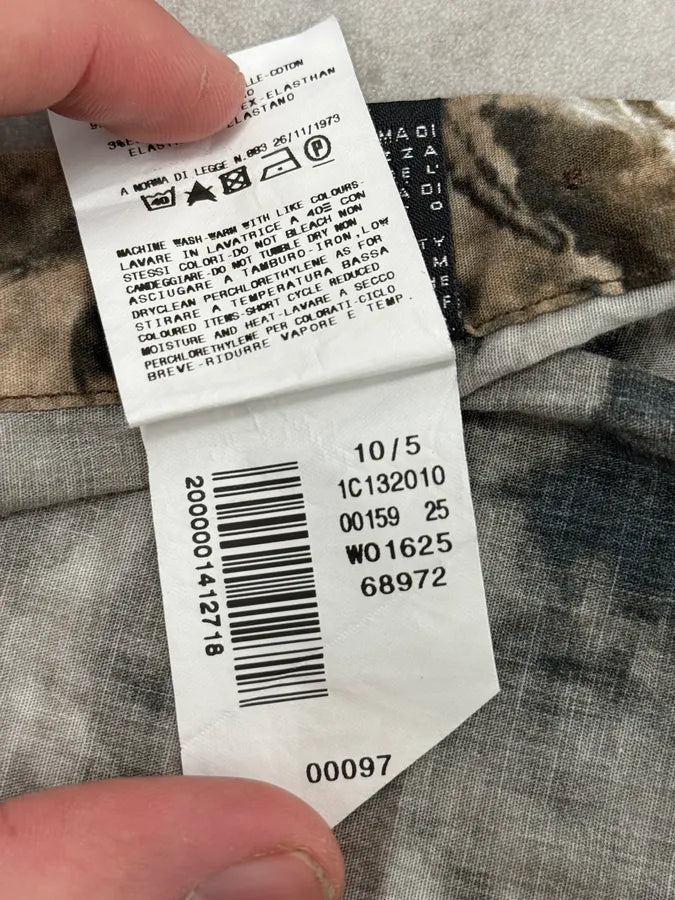 LLE-COTON
EX-ELASTHAN
ELASTANO
A NORMA DI LEGGE N.883 26/11/1973
40
P
MACHINE WASH-WARM WITH LIKE COLOURS-
LAVARE IN LAVATRICE A 40 CON
STESSI COLORI-DO NOT BLEACH NON
CANDEGGIARE-DO NOT TUMBLE DRY NON
ASCIUGARE A TAMBURO-IRON,LOW
STIRARE A TEMPERATURA BASSA
DRYCLEAN PERCHLORETHYLENE AS FOR
COLOURED ITEMS-SHORT CYCLE REDUCED
MOISTURE AND HEAT-LAVARE A SECCO
PERCHLORETHYLENE PER COLORATI-CICLO
BREVE-RIDURRE VAPORE E TEMP.
10/5
1C132010
00159 25
WO1625
68972
2000001412718
00097